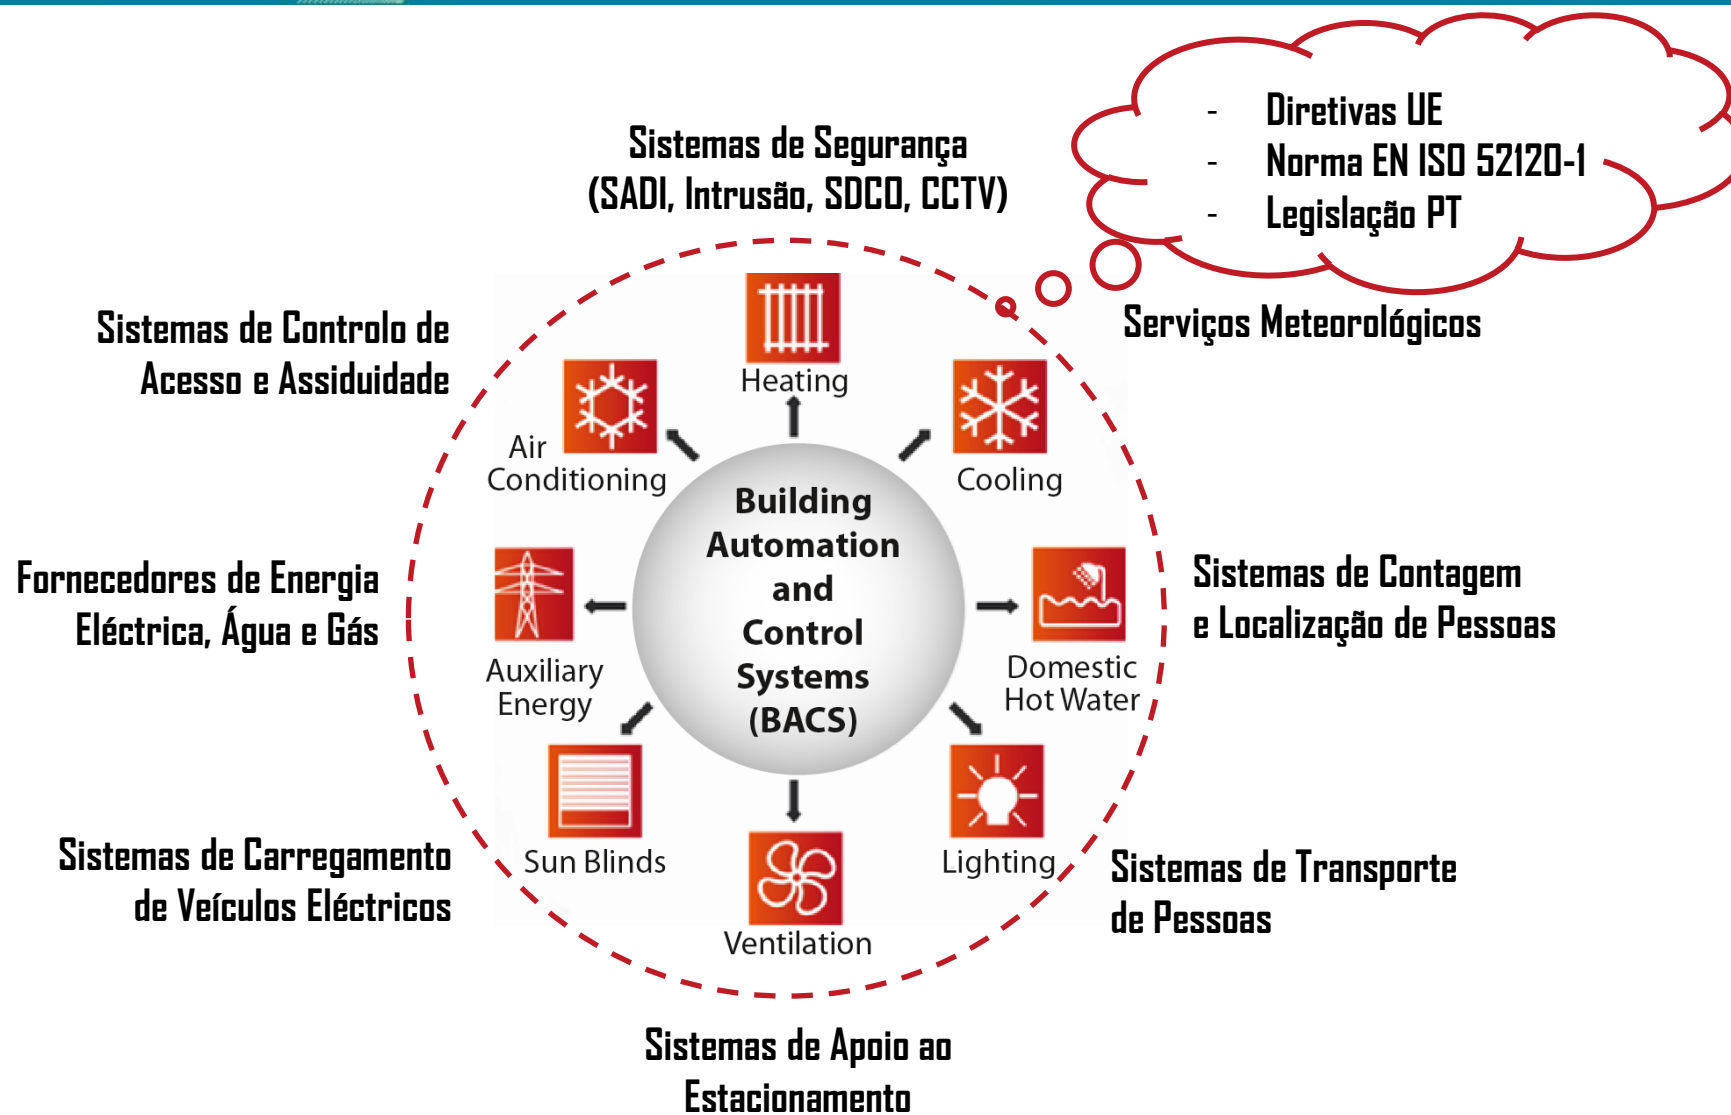 - Diretivas UE
- Norma EN ISO 52120-1
- Legislação PT
Sistemas de Segurança
(SADI, Intrusão, SDCO, CCTV)
Serviços Meteorológicos
Sistemas de Controlo de
Acesso e Assiduidade
Heating
Air
Conditioning
Cooling
Building
Automation
and
Control
Systems
(BACS)
Fornecedores de Energia
Eléctrica, Água e Gás
Sistemas de Contagem
e Localização de Pessoas
Auxiliary
Energy
Domestic
Hot Water
Sun Blinds
Lighting
Sistemas de Carregamento
de Veículos Eléctricos
Sistemas de Transporte
de Pessoas
Ventilation
Sistemas de Apoio ao
Estacionamento